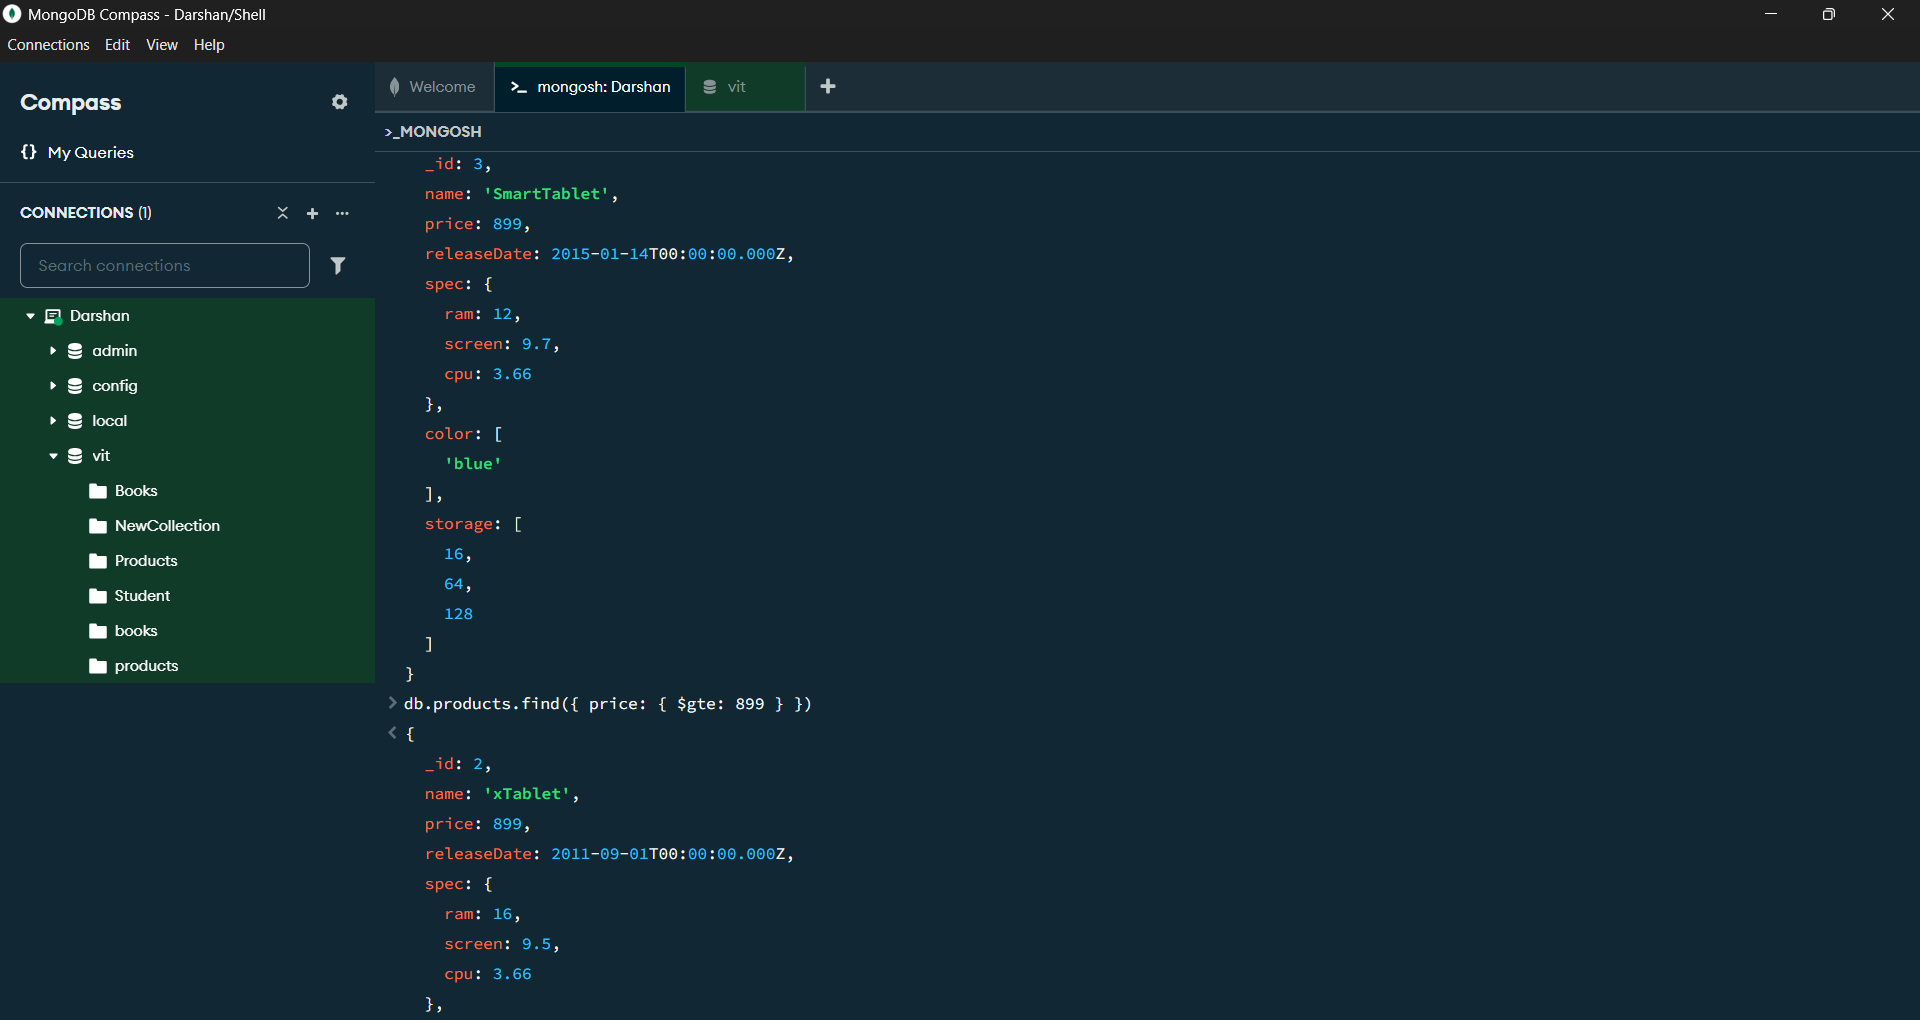 MongoDB Compass - Darshan/Shell
Connections Edit View Help
Compass
{} My Queries
CONNECTIONS (1)
Search connections
Darshan
admin
config
local
vit
Books
NewCollection
Products
Student
books
products
Welcome
>_ mongosh: Darshan
vit
>_MONGOSH
_id: 3,
name: 'SmartTablet',
price: 899,
releaseDate: 2015-01-14T00:00:00.000Z,
spec: {
ram: 12,
screen: 9.7,
cpu: 3.66
},
color: [
'blue'
],
storage: [
16,
64,
128
]
}
> db.products.find({ price: { $gte: 899 } })
< {
_id: 2,
name: 'xTablet',
price: 899,
releaseDate: 2011-09-01T00:00:00.000Z,
spec: {
ram: 16,
screen: 9.5,
cpu: 3.66
},